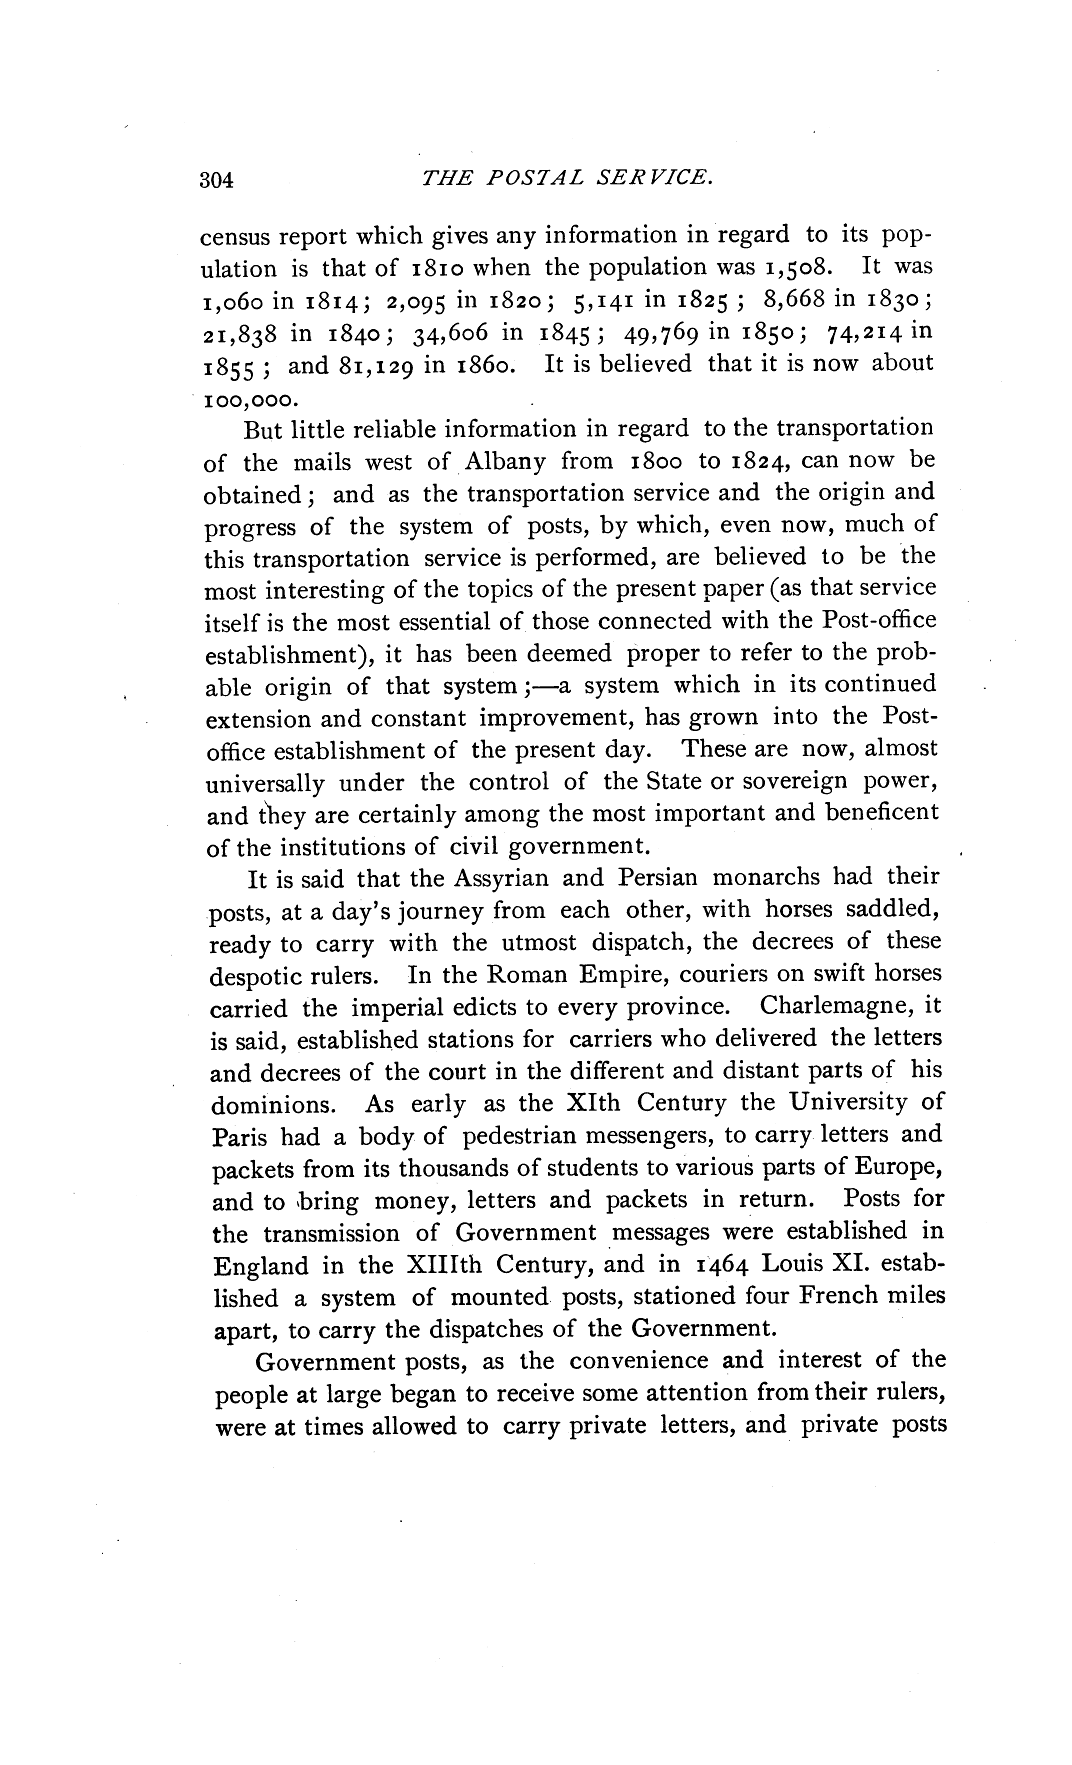 304 THE POSTAL SERVICE.
census report which gives any information in regard to its pop-
ulation is that of 1810 when the population was 1,508. It was
1,060 in 1814; 2,095 in 1820; 5,141 in 1825 ; 8,668 in 1830;
21,838 in 1840; 34,606 in 1845 ; 49,769 in 1850; 74,214 in
1855 ; and 81,129 in 1860. It is believed that it is now about
100,000.
But little reliable information in regard to the transportation
of the mails west of Albany from 1800 to 1824, can now be
obtained; and as the transportation service and the origin and
progress of the system of posts, by which, even now, much of
this transportation service is performed, are believed to be the
most interesting of the topics of the present paper (as that service
itself is the most essential of those connected with the Post-office
establishment), it has been deemed proper to refer to the prob-
able origin of that system ;—a system which in its continued
extension and constant improvement, has grown into the Post-
office establishment of the present day. These are now, almost
universally under the control of the State or sovereign power,
and they are certainly among the most important and beneficent
of the institutions of civil government.
It is said that the Assyrian and Persian monarchs had their
posts, at a day's journey from each other, with horses saddled,
ready to carry with the utmost dispatch, the decrees of these
despotic rulers. In the Roman Empire, couriers on swift horses
carried the imperial edicts to every province. Charlemagne, it
is said, established stations for carriers who delivered the letters
and decrees of the court in the different and distant parts of his
dominions. As early as the XIth Century the University of
Paris had a body of pedestrian messengers, to carry letters and
packets from its thousands of students to various parts of Europe,
and to bring money, letters and packets in return. Posts for
the transmission of Government messages were established in
England in the XIIIth Century, and in 1464 Louis XI. estab-
lished a system of mounted posts, stationed four French miles
apart, to carry the dispatches of the Government.
Government posts, as the convenience and interest of the
people at large began to receive some attention from their rulers,
were at times allowed to carry private letters, and private posts